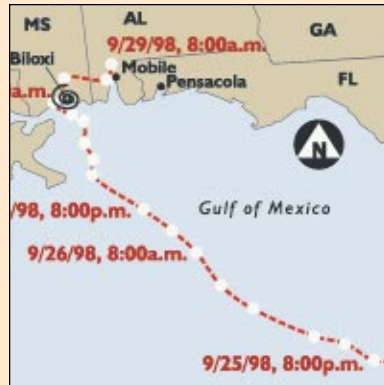 MS
AL
GA
9/29/98, 8:00a.m.
Biloxi
Mobile
FL
Pensacola
a.m.
N
/98, 8:00p.m.
Gulf of Mexico
9/26/98, 8:00a.m.
9/25/98, 8:00p.m.